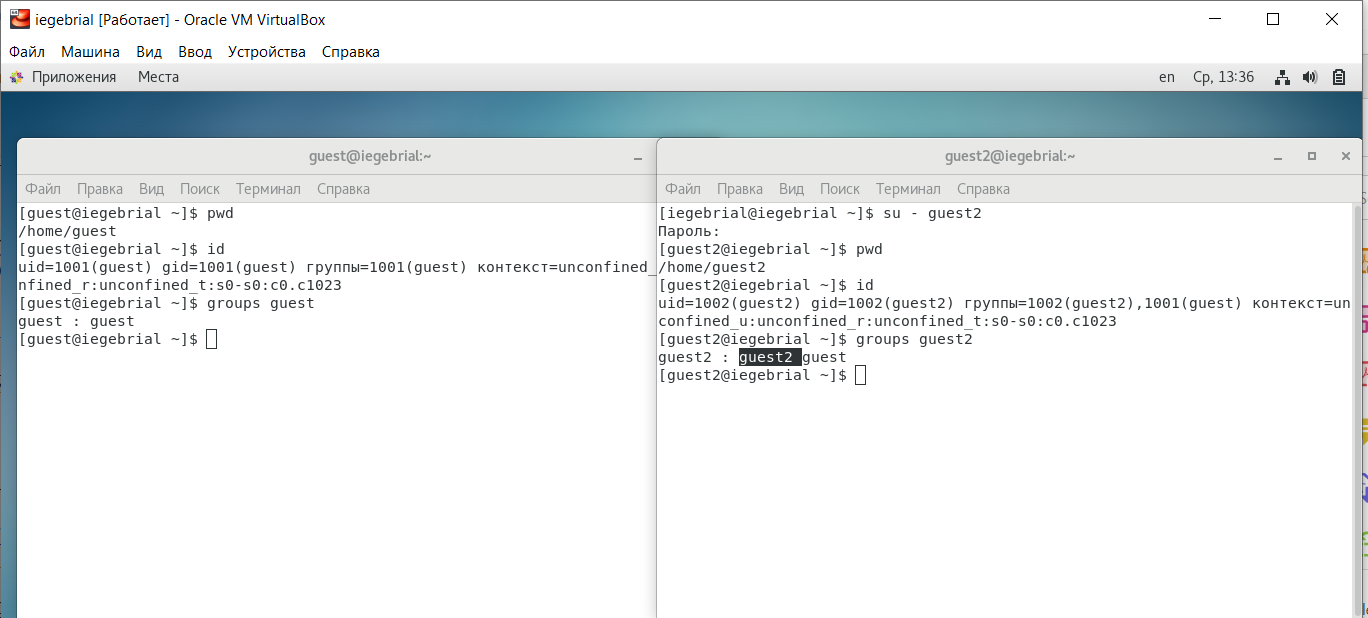 iegebrial [Работает] - Oracle VM VirtualBox
Файл Машина Вид Ввод Устройства Справка
Приложения Места en Ср, 13:36
guest@iegebrial:~
Файл Правка Вид Поиск Терминал Справка
[guest@iegebrial ~]$ pwd
/home/guest
[guest@iegebrial ~]$ id
uid=1001(guest) gid=1001(guest) группы=1001(guest) контекст=unconfined_
nfined_r:unconfined_t:s0-s0:c0.c1023
[guest@iegebrial ~]$ groups guest
guest : guest
[guest@iegebrial ~]$
guest2@iegebrial:~
Файл Правка Вид Поиск Терминал Справка
[iegebrial@iegebrial ~]$ su - guest2
Пароль:
[guest2@iegebrial ~]$ pwd
/home/guest2
[guest2@iegebrial ~]$ id
uid=1002(guest2) gid=1002(guest2) группы=1002(guest2),1001(guest) контекст=un
confined_u:unconfined_r:unconfined_t:s0-s0:c0.c1023
[guest2@iegebrial ~]$ groups guest2
guest2 : guest2 guest
[guest2@iegebrial ~]$